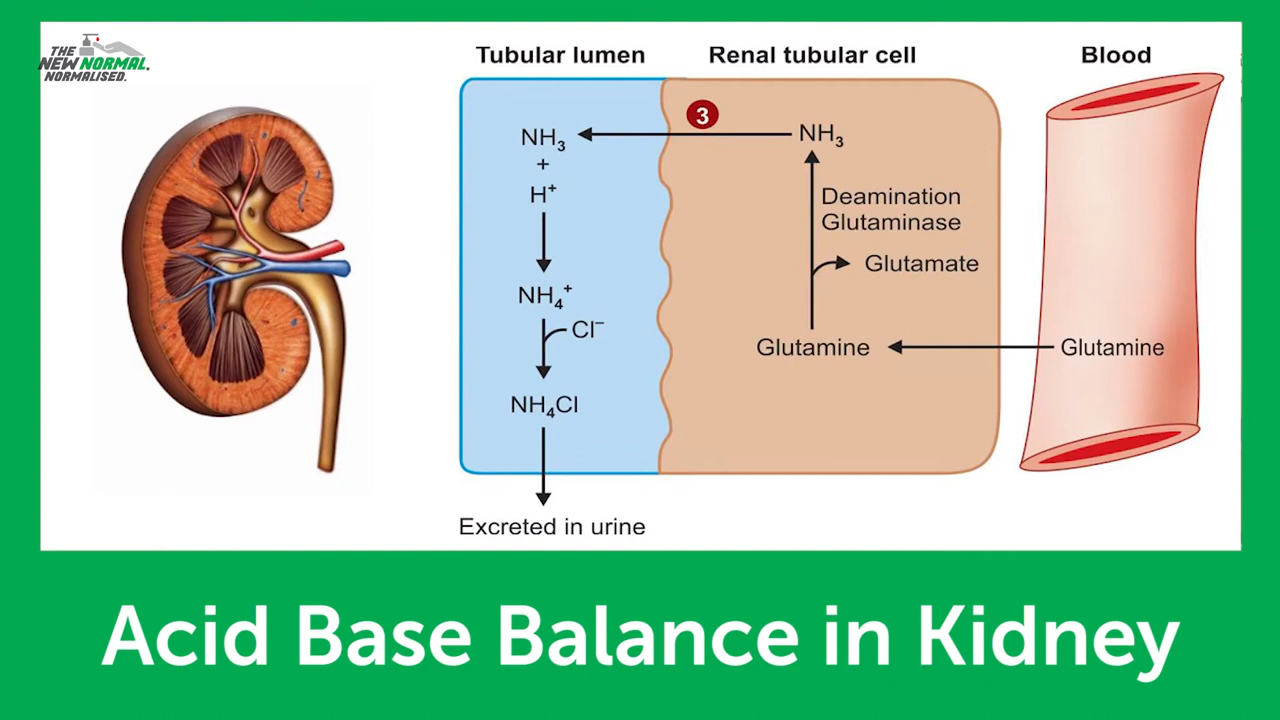 THE
NEW NORMAL.
NORMALISED.
Tubular lumen
Renal tubular cell
Blood
3
NH₃
NH₃
+
H⁺
Deamination
Glutaminase
Glutamate
NH₄⁺
Cl⁻
Glutamine
Glutamine
NH₄Cl
Excreted in urine
Acid Base Balance in Kidney